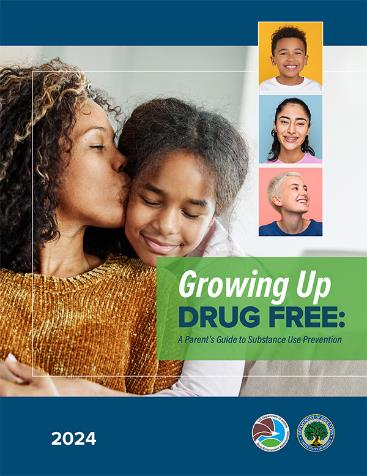 Growing Up
DRUG FREE:
A Parent's Guide to Substance Use Prevention
2024